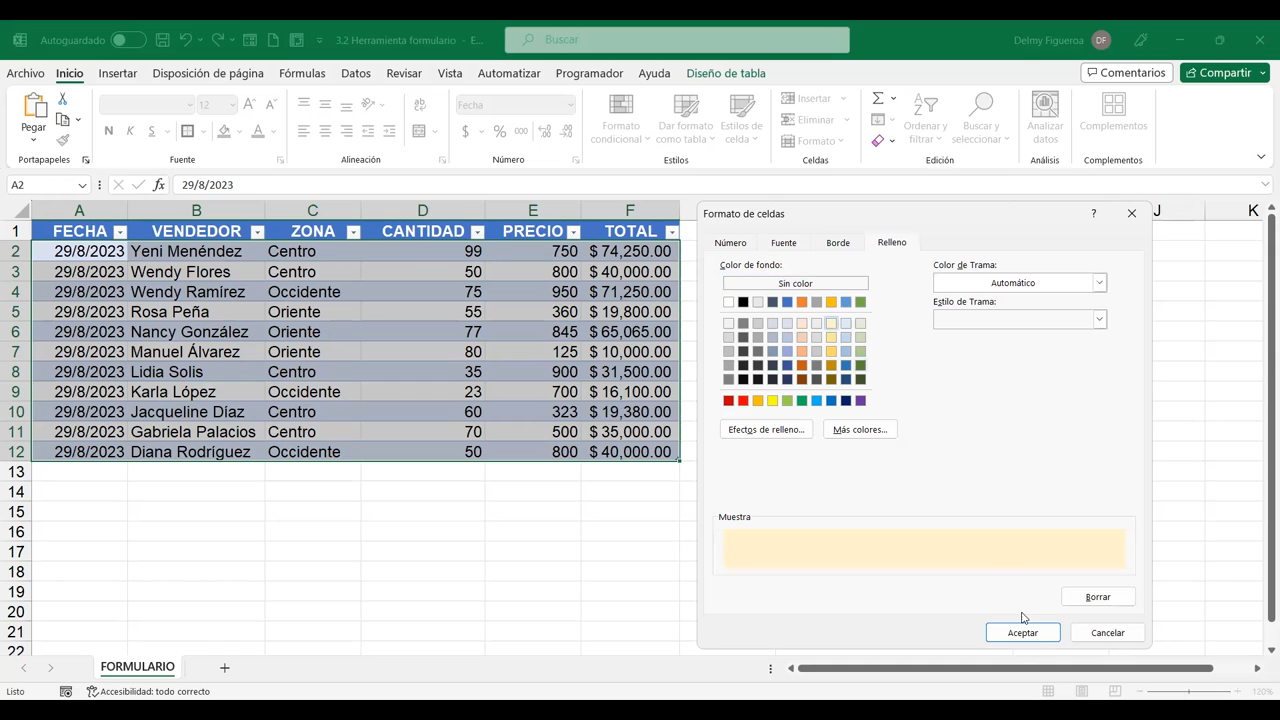 Autoguardado 3.2 Herramienta formulario - E... Buscar Delmy Figueroa DF
Archivo Inicio Insertar Disposición de página Fórmulas Datos Revisar Vista Automatizar Programador Ayuda Diseño de tabla Comentarios Compartir
Pegar 12 Fecha Formato condicional Dar formato como tabla Estilos de celda Insertar Eliminar Formato Ordenar y filtrar Buscar y seleccionar Analizar datos Complementos
N K S $ % 000
Portapapeles Fuente Alineación Número Estilos Celdas Edición Análisis Complementos
A2 fx 29/8/2023
A B C D E F J K
1 FECHA VENDEDOR ZONA CANTIDAD PRECIO TOTAL
2 29/8/2023 Yeni Menéndez Centro 99 750 $ 74,250.00
3 29/8/2023 Wendy Flores Centro 50 800 $ 40,000.00
4 29/8/2023 Wendy Ramírez Occidente 75 950 $ 71,250.00
5 29/8/2023 Rosa Peña Oriente 55 360 $ 19,800.00
6 29/8/2023 Nancy González Oriente 77 845 $ 65,065.00
7 29/8/2023 Manuel Álvarez Oriente 80 125 $ 10,000.00
8 29/8/2023 Lidia Solis Centro 35 900 $ 31,500.00
9 29/8/2023 Karla López Occidente 23 700 $ 16,100.00
10 29/8/2023 Jacqueline Díaz Centro 60 323 $ 19,380.00
11 29/8/2023 Gabriela Palacios Centro 70 500 $ 35,000.00
12 29/8/2023 Diana Rodríguez Occidente 50 800 $ 40,000.00
13
14
15
16
17
18
19
20
21
22
Formato de celdas ?
Número Fuente Borde Relleno
Color de fondo: Color de Trama:
Sin color Automático
Estilo de Trama:
Efectos de relleno... Más colores...
Muestra
Borrar
Aceptar Cancelar
FORMULARIO
Listo Accesibilidad: todo correcto 120%